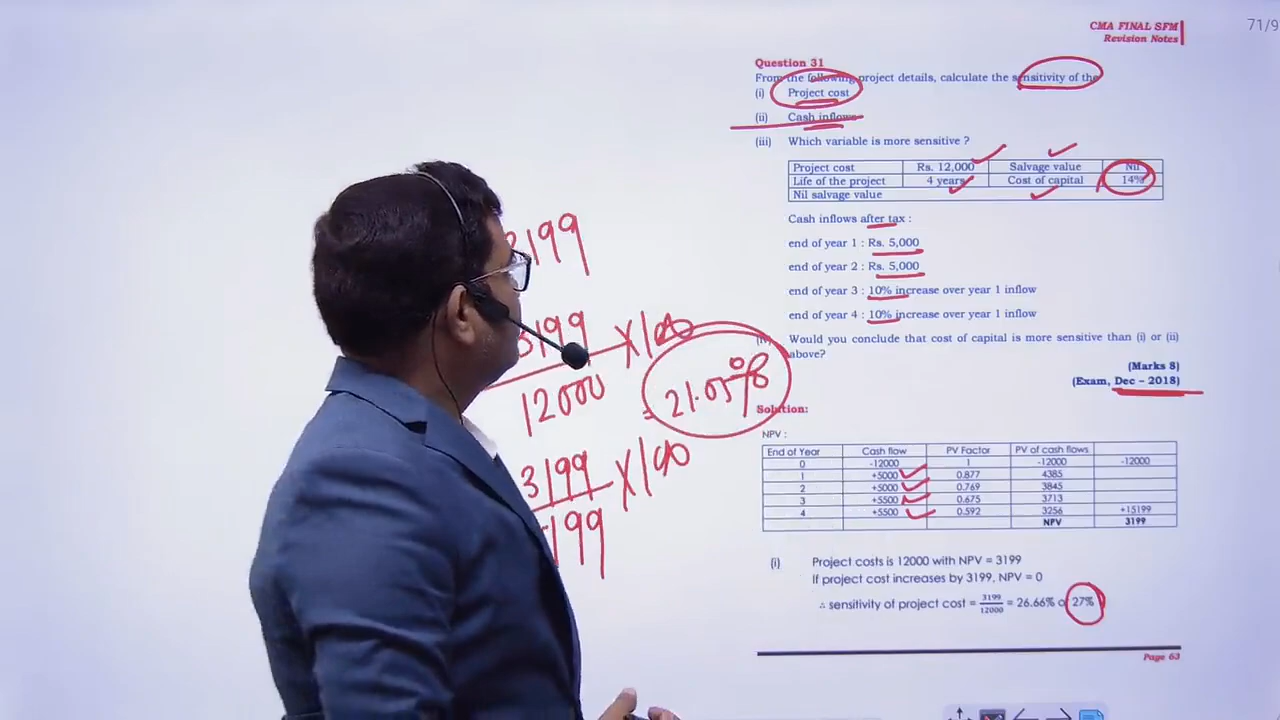 CMA FINAL SFM
Revision Notes
71/9
Question 31
From the following project details, calculate the sensitivity of the
(i) Project cost
(ii) Cash inflows
(iii) Which variable is more sensitive ?
Project cost Rs. 12,000 Salvage value Nil
Life of the project 4 years Cost of capital 14%
Nil salvage value
Cash inflows after tax :
end of year 1 : Rs. 5,000
end of year 2 : Rs. 5,000
end of year 3 : 10% increase over year 1 inflow
end of year 4 : 10% increase over year 1 inflow
(iv) Would you conclude that cost of capital is more sensitive than (i) or (ii)
above?
(Marks 8)
(Exam, Dec – 2018)
Solution:
NPV :
End of Year Cash flow PV Factor PV of cash flows
0 -12000 1 -12000 -12000
1 +5000 0.877 4385
2 +5000 0.769 3845
3 +5500 0.675 3713
4 +5500 0.592 3256 +15199
NPV 3199
(i) Project costs is 12000 with NPV = 3199
If project cost increases by 3199, NPV = 0
∴ sensitivity of project cost = 3199/12000 = 26.66% or 27%
Page 63
3199
3199 X 100
12000
= 21.05%
3199 X 100
199